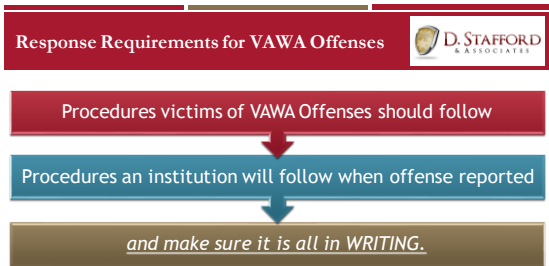 Response Requirements for VAWA Offenses
D. STAFFORD
& ASSOCIATES
Procedures victims of VAWA Offenses should follow
Procedures an institution will follow when offense reported
and make sure it is all in WRITING.